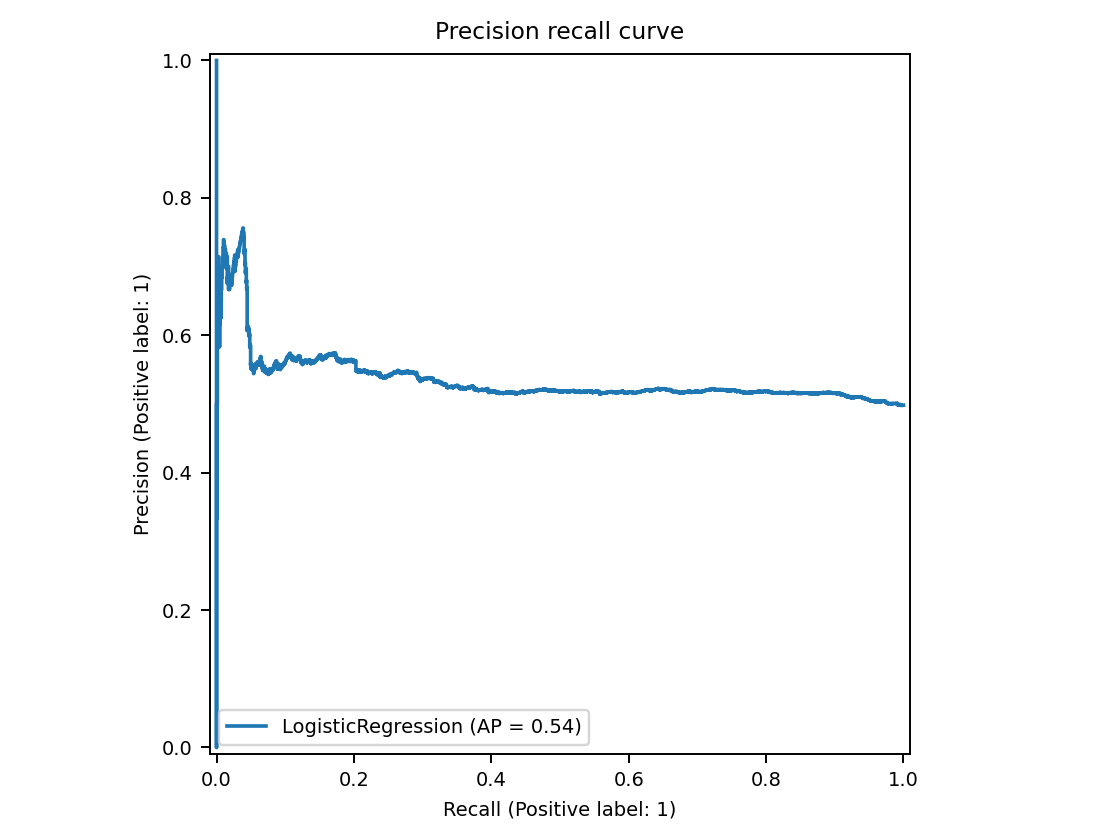 Precision recall curve
1.0
0.8
0.6
0.4
0.2
0.0
Precision (Positive label: 1)
LogisticRegression (AP = 0.54)
0.0 0.2 0.4 0.6 0.8 1.0
Recall (Positive label: 1)